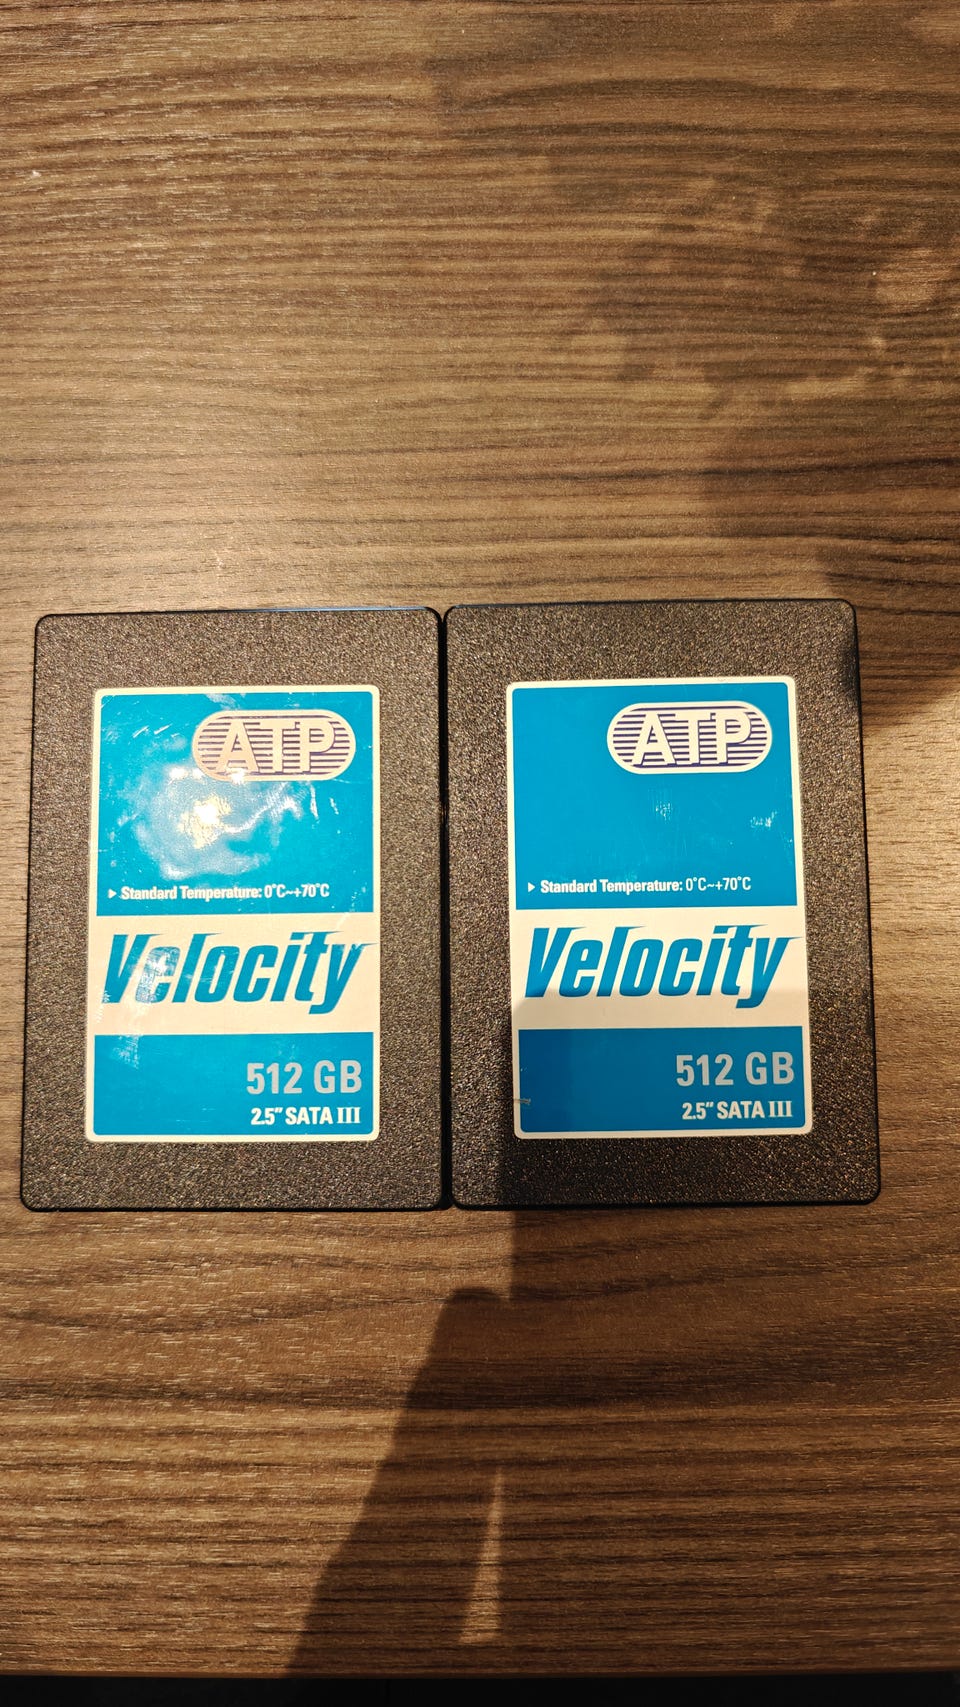 ATP
▸ Standard Temperature: 0°C~+70°C
Velocity
512 GB
2.5" SATA III
ATP
▸ Standard Temperature: 0°C~+70°C
Velocity
512 GB
2.5" SATA III